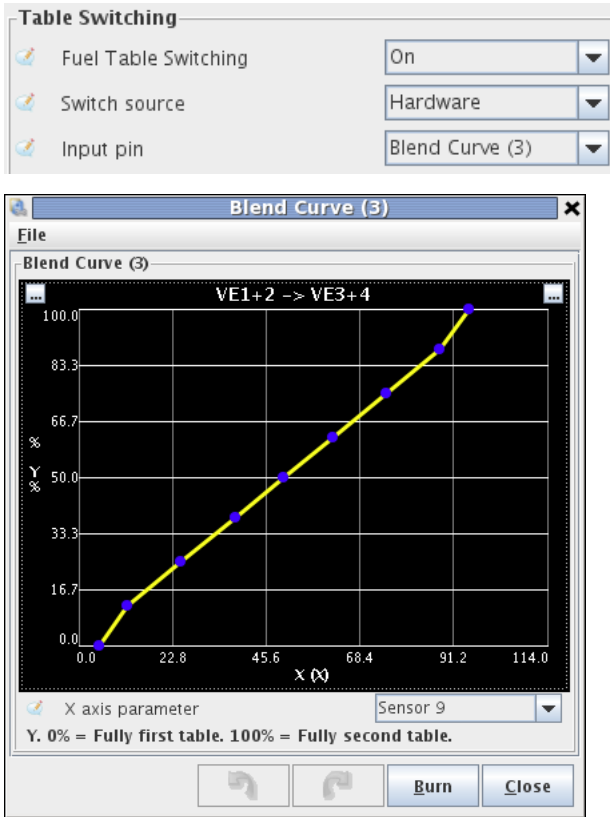 Table Switching
Fuel Table Switching On
Switch source Hardware
Input pin Blend Curve (3)
Blend Curve (3)
File
Blend Curve (3)
... VE1+2 -> VE3+4 ...
100.0
83.3
66.7
%
Y 50.0
%
33.3
16.7
0.0
0.0 22.8 45.6 68.4 91.2 114.0
X (X)
X axis parameter Sensor 9
Y. 0% = Fully first table. 100% = Fully second table.
Burn Close